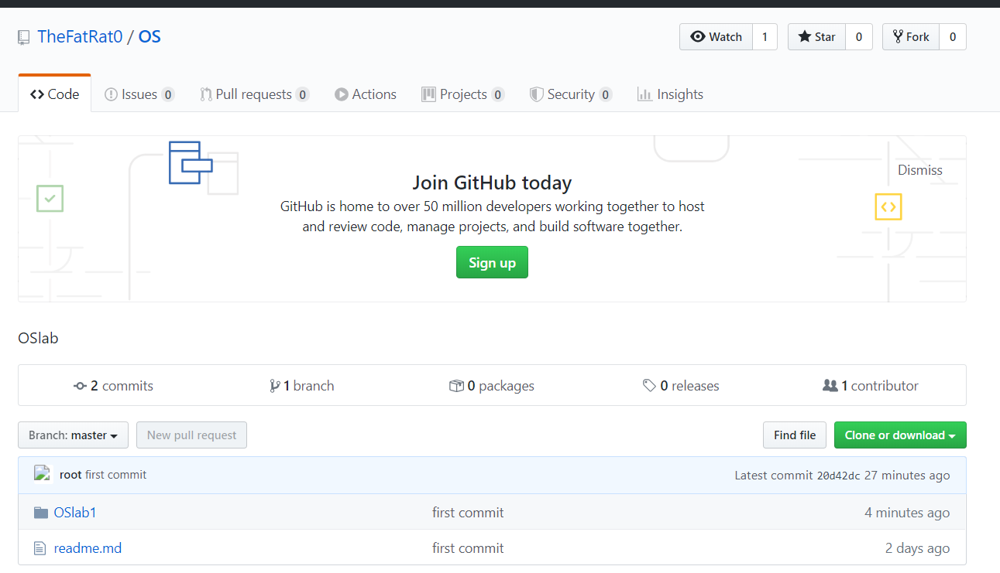 TheFatRat0 / OS
Watch 1 Star 0 Fork 0
Code Issues 0 Pull requests 0 Actions Projects 0 Security 0 Insights
Dismiss
Join GitHub today
GitHub is home to over 50 million developers working together to host
and review code, manage projects, and build software together.
Sign up
OSlab
2 commits 1 branch 0 packages 0 releases 1 contributor
Branch: master New pull request Find file Clone or download
root first commit Latest commit 20d42dc 27 minutes ago
OSlab1 first commit 4 minutes ago
readme.md first commit 2 days ago